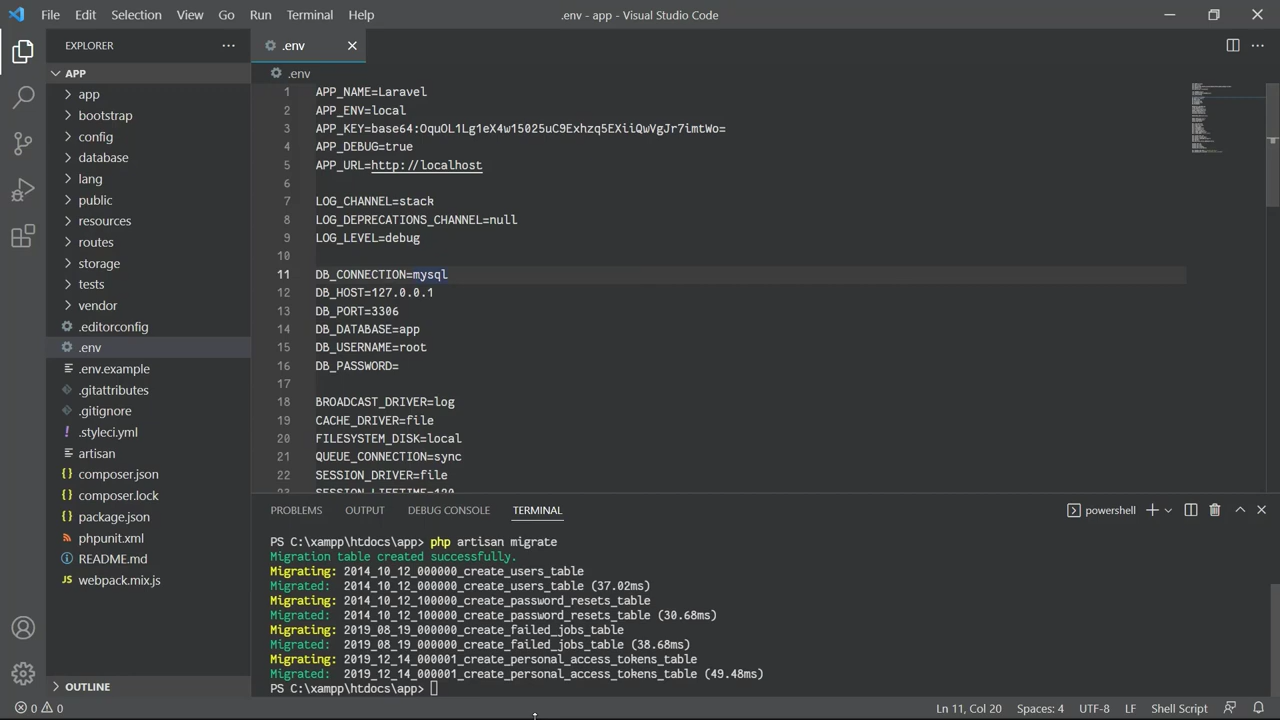 File Edit Selection View Go Run Terminal Help .env - app - Visual Studio Code
EXPLORER
APP
app
bootstrap
config
database
lang
public
resources
routes
storage
tests
vendor
.editorconfig
.env
.env.example
.gitattributes
.gitignore
.styleci.yml
artisan
composer.json
composer.lock
package.json
phpunit.xml
README.md
webpack.mix.js
OUTLINE
.env
.env
1 APP_NAME=Laravel
2 APP_ENV=local
3 APP_KEY=base64:OquOL1Lg1eX4w15025uC9Exhzq5EXiiQwVgJr7imtWo=
4 APP_DEBUG=true
5 APP_URL=http://localhost
6
7 LOG_CHANNEL=stack
8 LOG_DEPRECATIONS_CHANNEL=null
9 LOG_LEVEL=debug
10
11 DB_CONNECTION=mysql
12 DB_HOST=127.0.0.1
13 DB_PORT=3306
14 DB_DATABASE=app
15 DB_USERNAME=root
16 DB_PASSWORD=
17
18 BROADCAST_DRIVER=log
19 CACHE_DRIVER=file
20 FILESYSTEM_DISK=local
21 QUEUE_CONNECTION=sync
22 SESSION_DRIVER=file
23 SESSION_LIFETIME=120
PROBLEMS OUTPUT DEBUG CONSOLE TERMINAL powershell
PS C:\xampp\htdocs\app> php artisan migrate
Migration table created successfully.
Migrating: 2014_10_12_000000_create_users_table
Migrated: 2014_10_12_000000_create_users_table (37.02ms)
Migrating: 2014_10_12_100000_create_password_resets_table
Migrated: 2014_10_12_100000_create_password_resets_table (30.68ms)
Migrating: 2019_08_19_000000_create_failed_jobs_table
Migrated: 2019_08_19_000000_create_failed_jobs_table (38.68ms)
Migrating: 2019_12_14_000001_create_personal_access_tokens_table
Migrated: 2019_12_14_000001_create_personal_access_tokens_table (49.48ms)
PS C:\xampp\htdocs\app>
0 0 Ln 11, Col 20 Spaces: 4 UTF-8 LF Shell Script